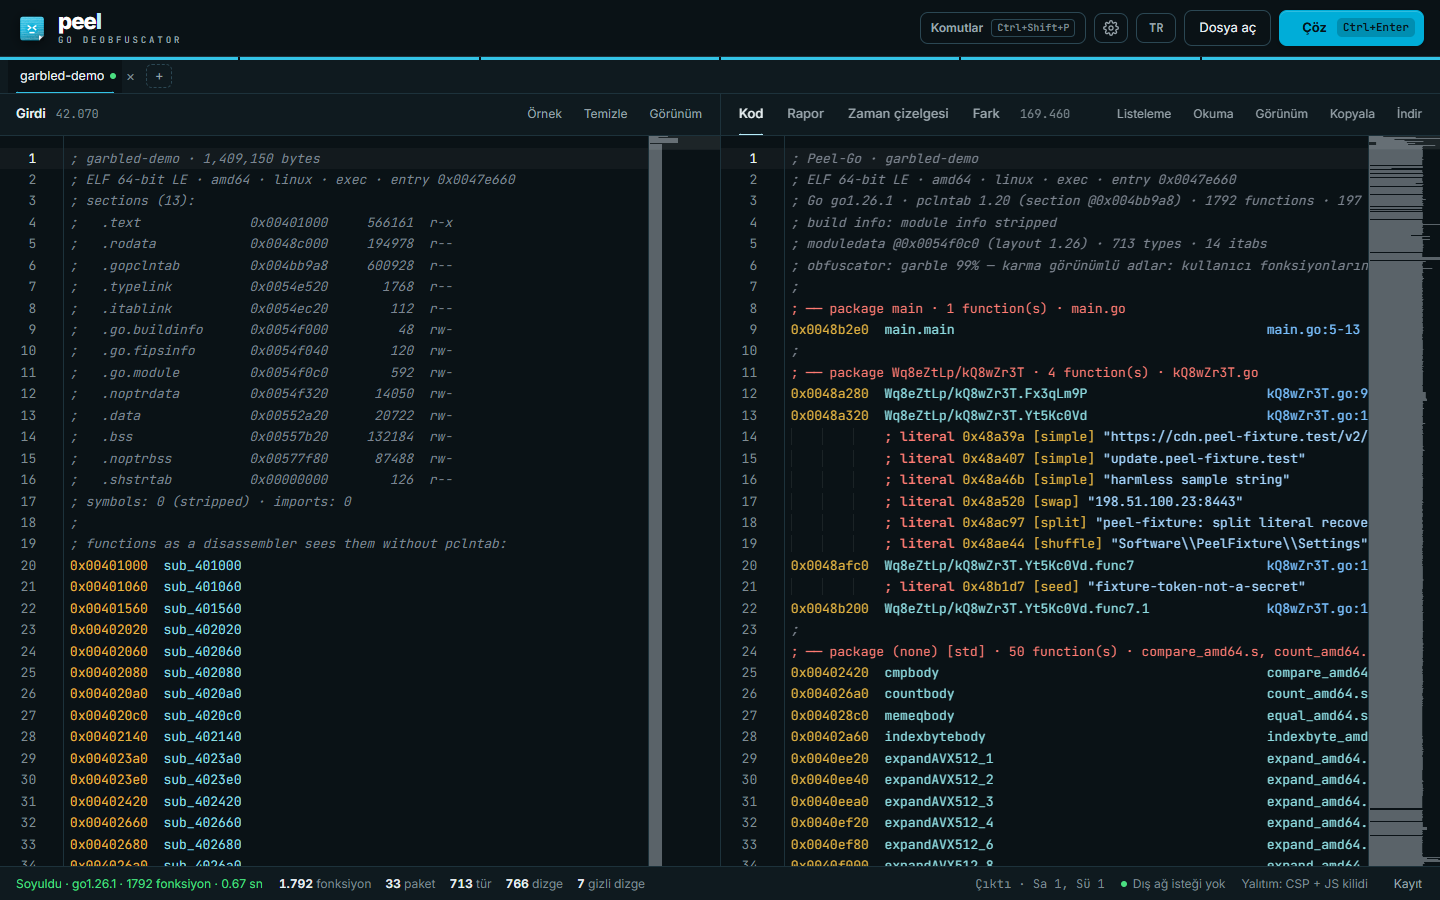 peel
GO DEOBFUSCATOR
Komutlar Ctrl+Shift+P
TR
Dosya aç
Çöz Ctrl+Enter
garbled-demo × +
Girdi 42.070 Örnek Temizle Görünüm
1 ; garbled-demo · 1,409,150 bytes
2 ; ELF 64-bit LE · amd64 · linux · exec · entry 0x0047e660
3 ; sections (13):
4 ; .text 0x00401000 566161 r-x
5 ; .rodata 0x0048c000 194978 r--
6 ; .gopclntab 0x004bb9a8 600928 r--
7 ; .typelink 0x0054e520 1768 r--
8 ; .itablink 0x0054ec20 112 r--
9 ; .go.buildinfo 0x0054f000 48 rw-
10 ; .go.fipsinfo 0x0054f040 120 rw-
11 ; .go.module 0x0054f0c0 592 rw-
12 ; .noptrdata 0x0054f320 14050 rw-
13 ; .data 0x00552a20 20722 rw-
14 ; .bss 0x00557b20 132184 rw-
15 ; .noptrbss 0x00577f80 87488 rw-
16 ; .shstrtab 0x00000000 126 r--
17 ; symbols: 0 (stripped) · imports: 0
18 ;
19 ; functions as a disassembler sees them without pclntab:
20 0x00401000 sub_401000
21 0x00401060 sub_401060
22 0x00401560 sub_401560
23 0x00402020 sub_402020
24 0x00402060 sub_402060
25 0x00402080 sub_402080
26 0x004020a0 sub_4020a0
27 0x004020c0 sub_4020c0
28 0x00402140 sub_402140
29 0x004023a0 sub_4023a0
30 0x004023e0 sub_4023e0
31 0x00402420 sub_402420
32 0x00402660 sub_402660
33 0x00402680 sub_402680
34 0x004026a0 sub_4026a0
Kod Rapor Zaman çizelgesi Fark 169.460 Listeleme Okuma Görünüm Kopyala İndir
1 ; Peel-Go · garbled-demo
2 ; ELF 64-bit LE · amd64 · linux · exec · entry 0x0047e660
3 ; Go go1.26.1 · pclntab 1.20 (section @0x004bb9a8) · 1792 functions · 197
4 ; build info: module info stripped
5 ; moduledata @0x0054f0c0 (layout 1.26) · 713 types · 14 itabs
6 ; obfuscator: garble 99% — karma görünümlü adlar: kullanıcı fonksiyonların
7 ;
8 ; —— package main · 1 function(s) · main.go
9 0x0048b2e0 main.main main.go:5-13
10 ;
11 ; —— package Wq8eZtLp/kQ8wZr3T · 4 function(s) · kQ8wZr3T.go
12 0x0048a280 Wq8eZtLp/kQ8wZr3T.Fx3qLm9P kQ8wZr3T.go:9
13 0x0048a320 Wq8eZtLp/kQ8wZr3T.Yt5Kc0Vd kQ8wZr3T.go:1
14 ; literal 0x48a39a [simple] "https://cdn.peel-fixture.test/v2/
15 ; literal 0x48a407 [simple] "update.peel-fixture.test"
16 ; literal 0x48a46b [simple] "harmless sample string"
17 ; literal 0x48a520 [swap] "198.51.100.23:8443"
18 ; literal 0x48ac97 [split] "peel-fixture: split literal recove
19 ; literal 0x48ae44 [shuffle] "Software\\PeelFixture\\Settings"
20 0x0048afc0 Wq8eZtLp/kQ8wZr3T.Yt5Kc0Vd.func7 kQ8wZr3T.go:1
21 ; literal 0x48b1d7 [seed] "fixture-token-not-a-secret"
22 0x0048b200 Wq8eZtLp/kQ8wZr3T.Yt5Kc0Vd.func7.1 kQ8wZr3T.go:1
23 ;
24 ; —— package (none) [std] · 50 function(s) · compare_amd64.s, count_amd64.
25 0x00402420 cmpbody compare_amd64
26 0x004026a0 countbody count_amd64.s
27 0x004028c0 memeqbody equal_amd64.s
28 0x00402a60 indexbytebody indexbyte_amd
29 0x0040ee20 expandAVX512_1 expand_amd64.
30 0x0040ee40 expandAVX512_2 expand_amd64.
31 0x0040eea0 expandAVX512_3 expand_amd64.
32 0x0040ef20 expandAVX512_4 expand_amd64.
33 0x0040ef80 expandAVX512_6 expand_amd64.
34 0x0040f000 expandAVX512_8 expand_amd64.
Soyuldu · go1.26.1 · 1792 fonksiyon · 0.67 sn 1.792 fonksiyon 33 paket 713 tür 766 dizge 7 gizli dizge Çıktı · Sa 1, Sü 1 Dış ağ isteği yok Yalıtım: CSP + JS kilidi Kayıt